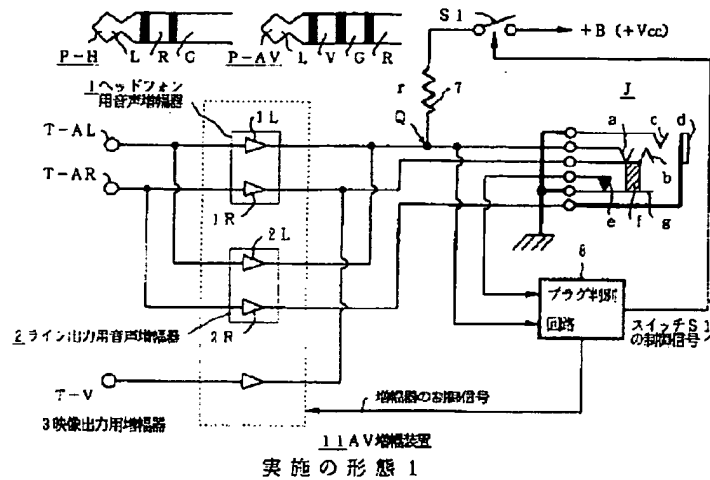 S1
+B (+Vcc)
P-H L R G
P-AV L V G R
r 7
Q
J
a c d
b
e f g
1ヘッドフォン
用音声増幅器
1L
T-AL
T-AR
1R
2L
2ライン出力用音声増幅器
2R
8
プラグ判断
回路
スイッチS1
の制御信号
T-V
3映像出力用増幅器
増幅器の制御信号
11AV増幅装置
実施の形態1